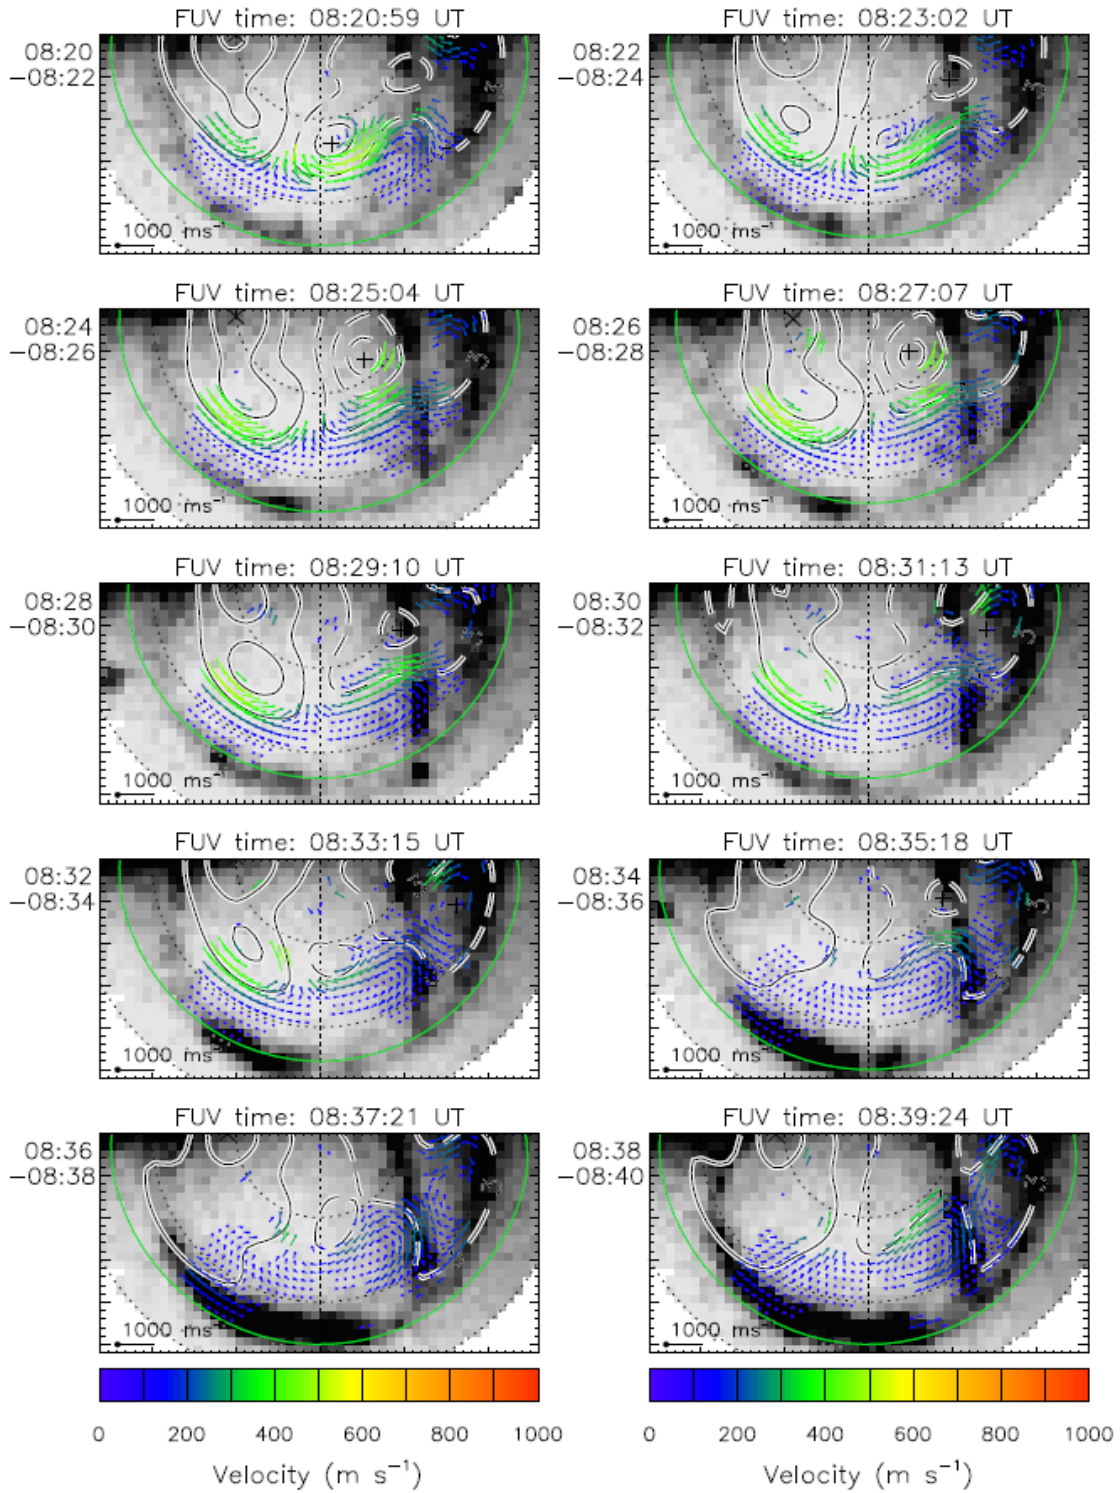 FUV time: 08:20:59 UT
08:20
−08:22
1000 ms⁻¹
FUV time: 08:23:02 UT
08:22
−08:24
1000 ms⁻¹
FUV time: 08:25:04 UT
08:24
−08:26
1000 ms⁻¹
FUV time: 08:27:07 UT
08:26
−08:28
1000 ms⁻¹
FUV time: 08:29:10 UT
08:28
−08:30
1000 ms⁻¹
FUV time: 08:31:13 UT
08:30
−08:32
1000 ms⁻¹
FUV time: 08:33:15 UT
08:32
−08:34
1000 ms⁻¹
FUV time: 08:35:18 UT
08:34
−08:36
1000 ms⁻¹
FUV time: 08:37:21 UT
08:36
−08:38
1000 ms⁻¹
FUV time: 08:39:24 UT
08:38
−08:40
1000 ms⁻¹
0 200 400 600 800 1000
Velocity (m s⁻¹)
0 200 400 600 800 1000
Velocity (m s⁻¹)